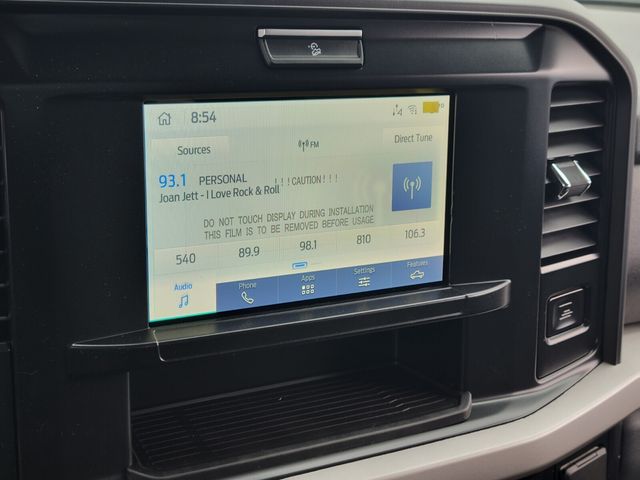 8:54
Sources
FM
Direct Tune
93.1 PERSONAL
! ! ! CAUTION ! ! !
Joan Jett - I Love Rock & Roll
DO NOT TOUCH DISPLAY DURING INSTALLATION
THIS FILM IS TO BE REMOVED BEFORE USAGE
540 89.9 98.1 810 106.3
Audio Phone Apps Settings Features